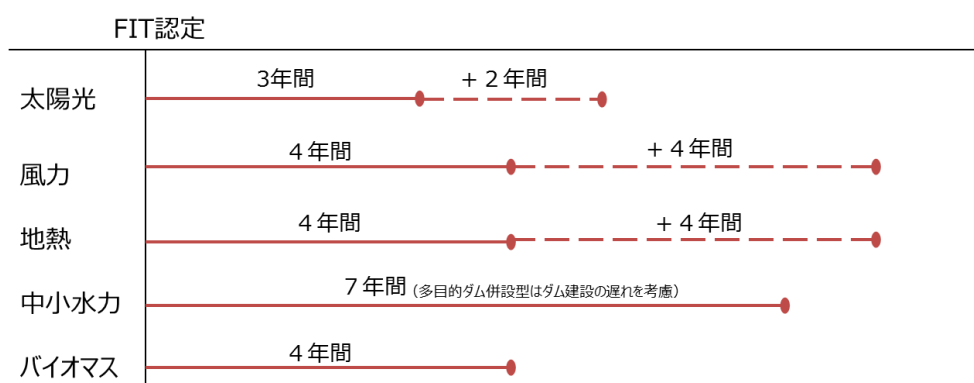 FIT認定
太陽光 3年間 +２年間
風力 ４年間 +４年間
地熱 ４年間 +４年間
中小水力 ７年間（多目的ダム併設型はダム建設の遅れを考慮）
バイオマス ４年間